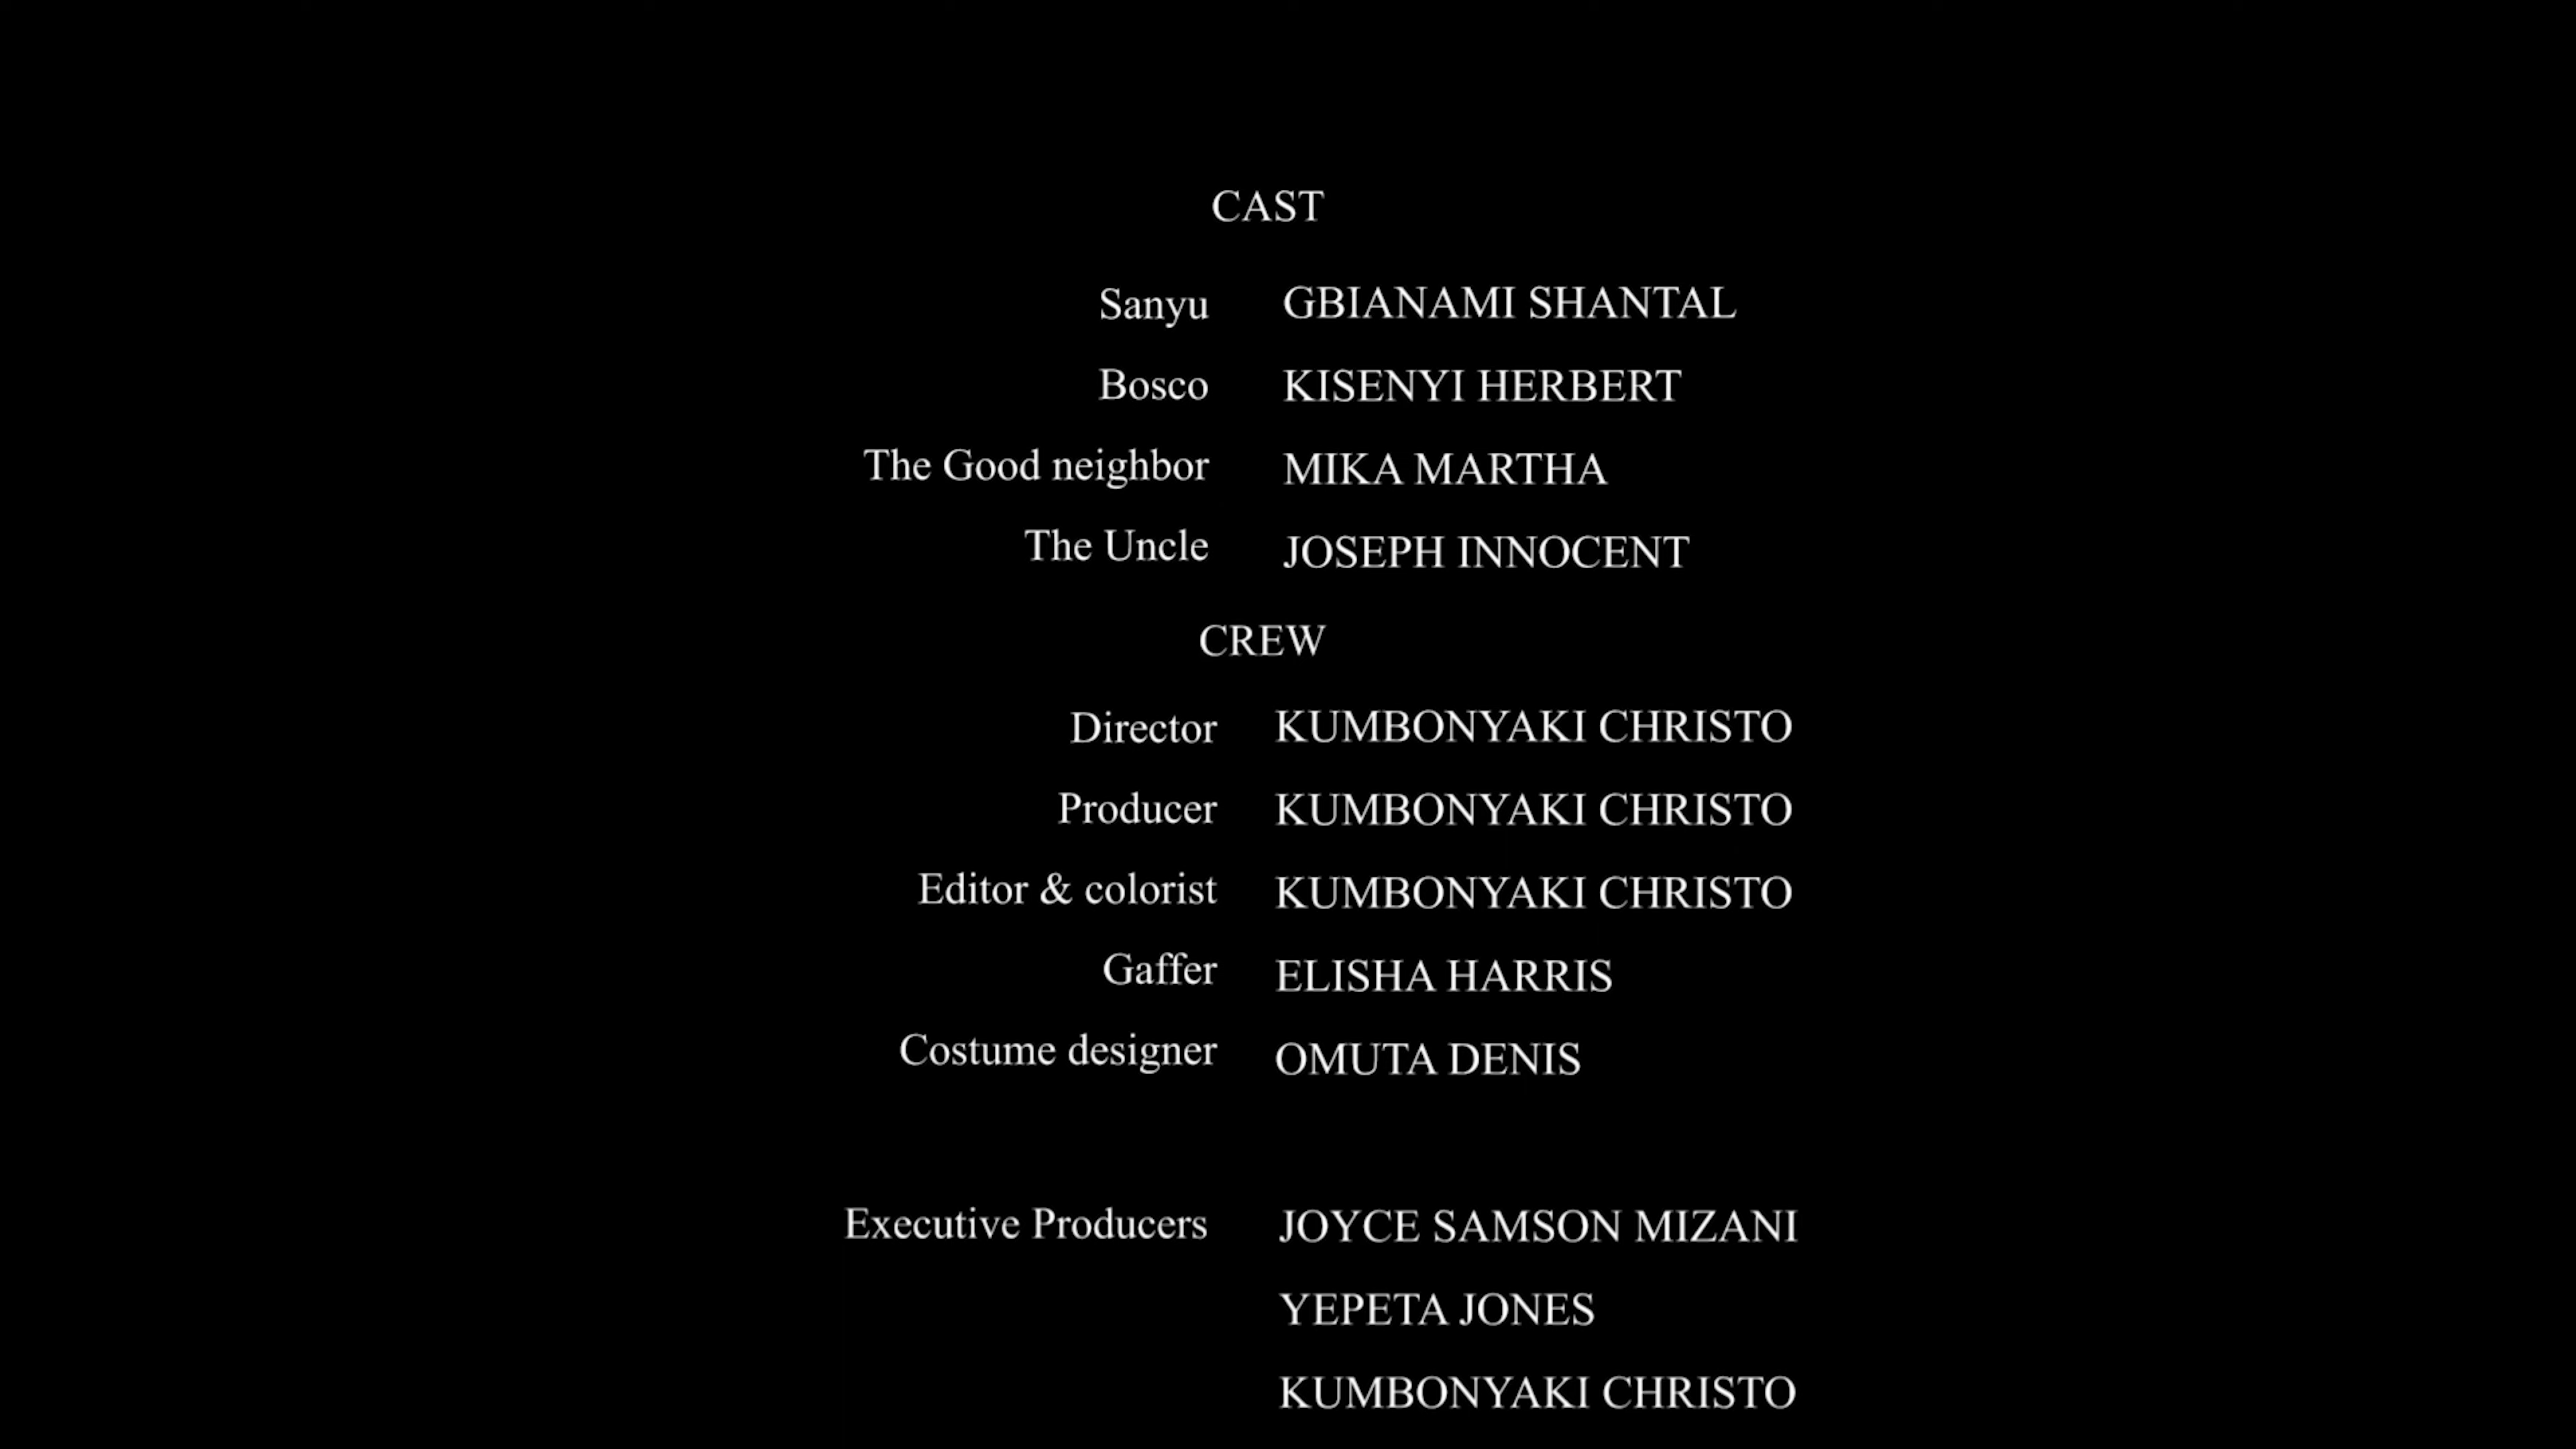 CAST
Sanyu GBIANAMI SHANTAL
Bosco KISENYI HERBERT
The Good neighbor MIKA MARTHA
The Uncle JOSEPH INNOCENT
CREW
Director KUMBONYAKI CHRISTO
Producer KUMBONYAKI CHRISTO
Editor & colorist KUMBONYAKI CHRISTO
Gaffer ELISHA HARRIS
Costume designer OMUTA DENIS
Executive Producers JOYCE SAMSON MIZANI
YEPETA JONES
KUMBONYAKI CHRISTO